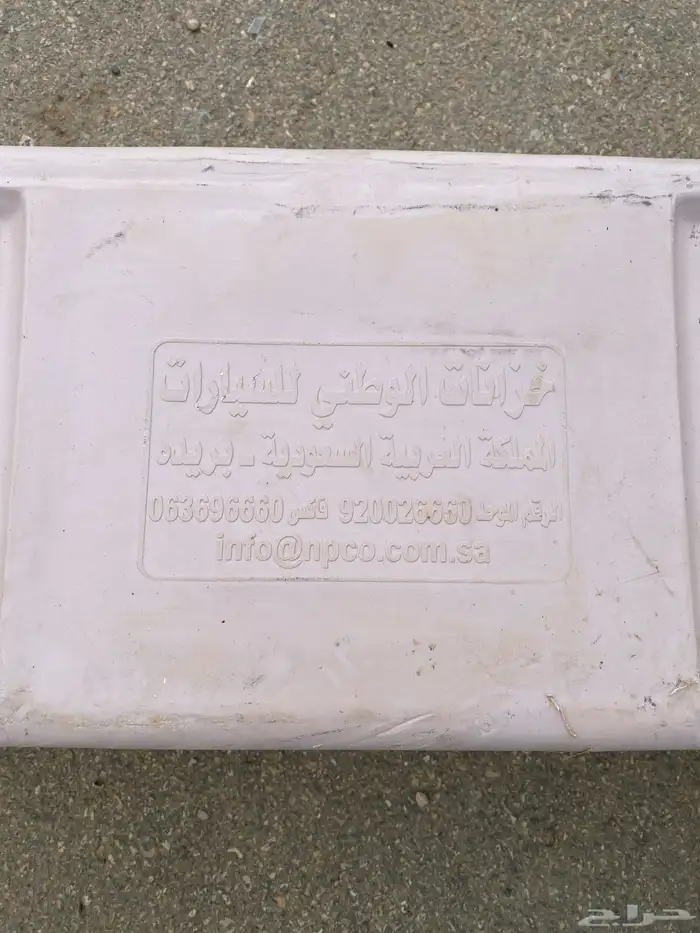 خزانات الوطني للسيارات
المملكة العربية السعودية - بريده
الرقم الموحد 920026660 فاكس 063696660
info@npco.com.sa
حراج